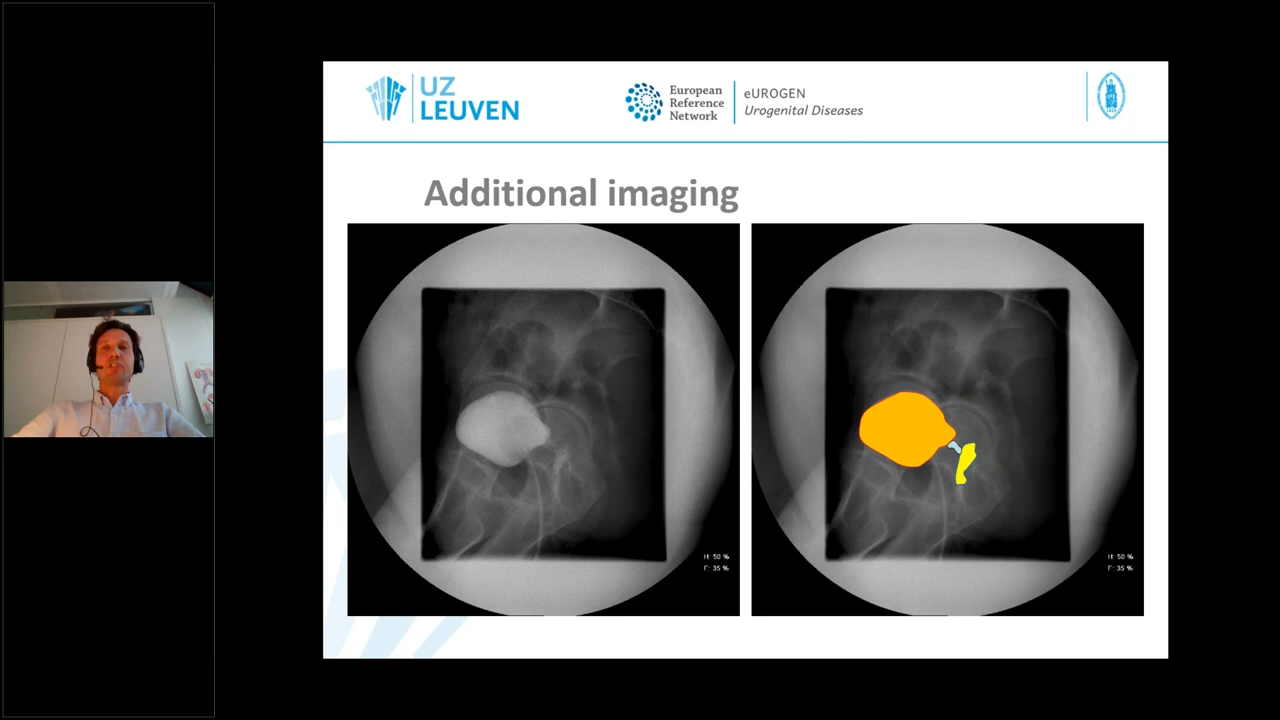 UZ
LEUVEN
European
Reference
Network
eUROGEN
Urogenital Diseases
Additional imaging
H: 50 %
F: 35 %
H: 50 %
F: 35 %